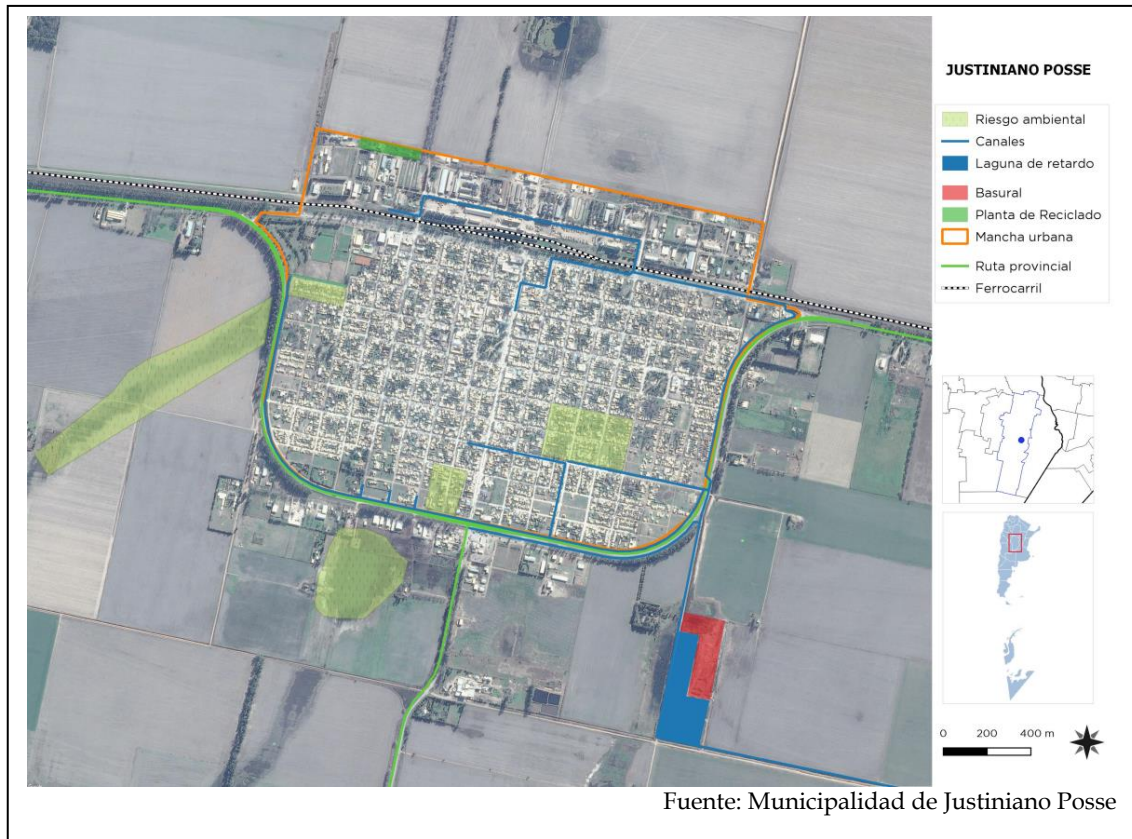 JUSTINIANO POSSE
Riesgo ambiental
Canales
Laguna de retardo
Basural
Planta de Reciclado
Mancha urbana
Ruta provincial
Ferrocarril
0 200 400 m
Fuente: Municipalidad de Justiniano Posse